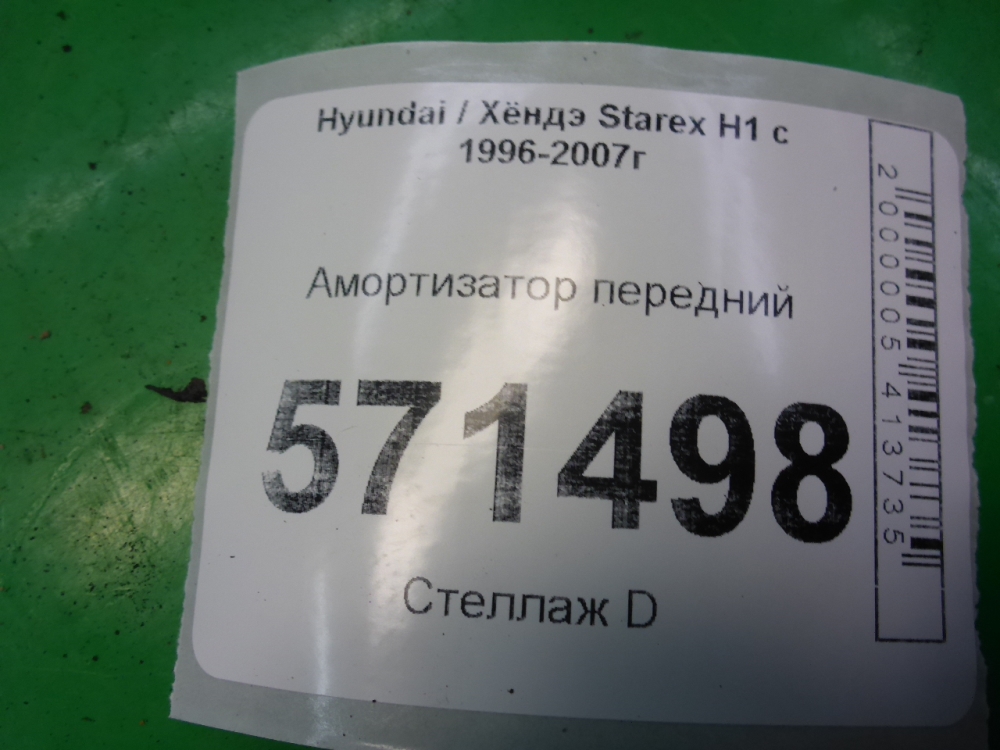 Hyundai / Хёндэ Starex H1 с
1996-2007г
Амортизатор передний
571498
Стеллаж D
2000005413735